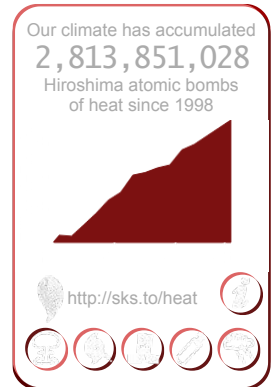 Our climate has accumulated
2,813,851,028
Hiroshima atomic bombs
of heat since 1998
http://sks.to/heat